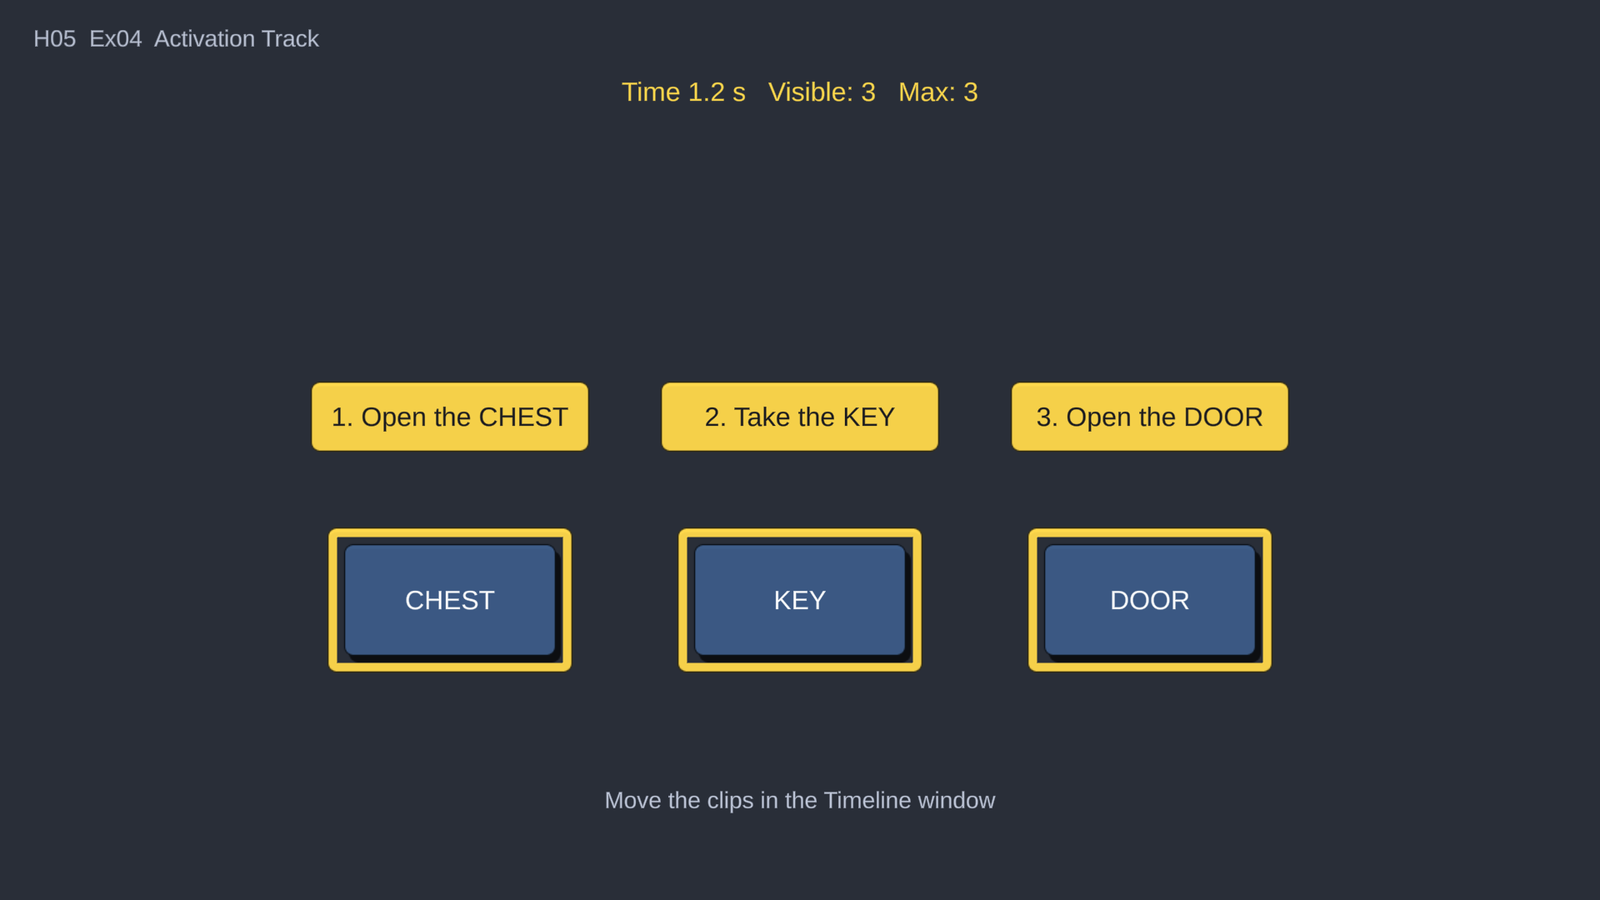 H05 Ex04 Activation Track
Time 1.2 s Visible: 3 Max: 3
1. Open the CHEST
2. Take the KEY
3. Open the DOOR
CHEST
KEY
DOOR
Move the clips in the Timeline window